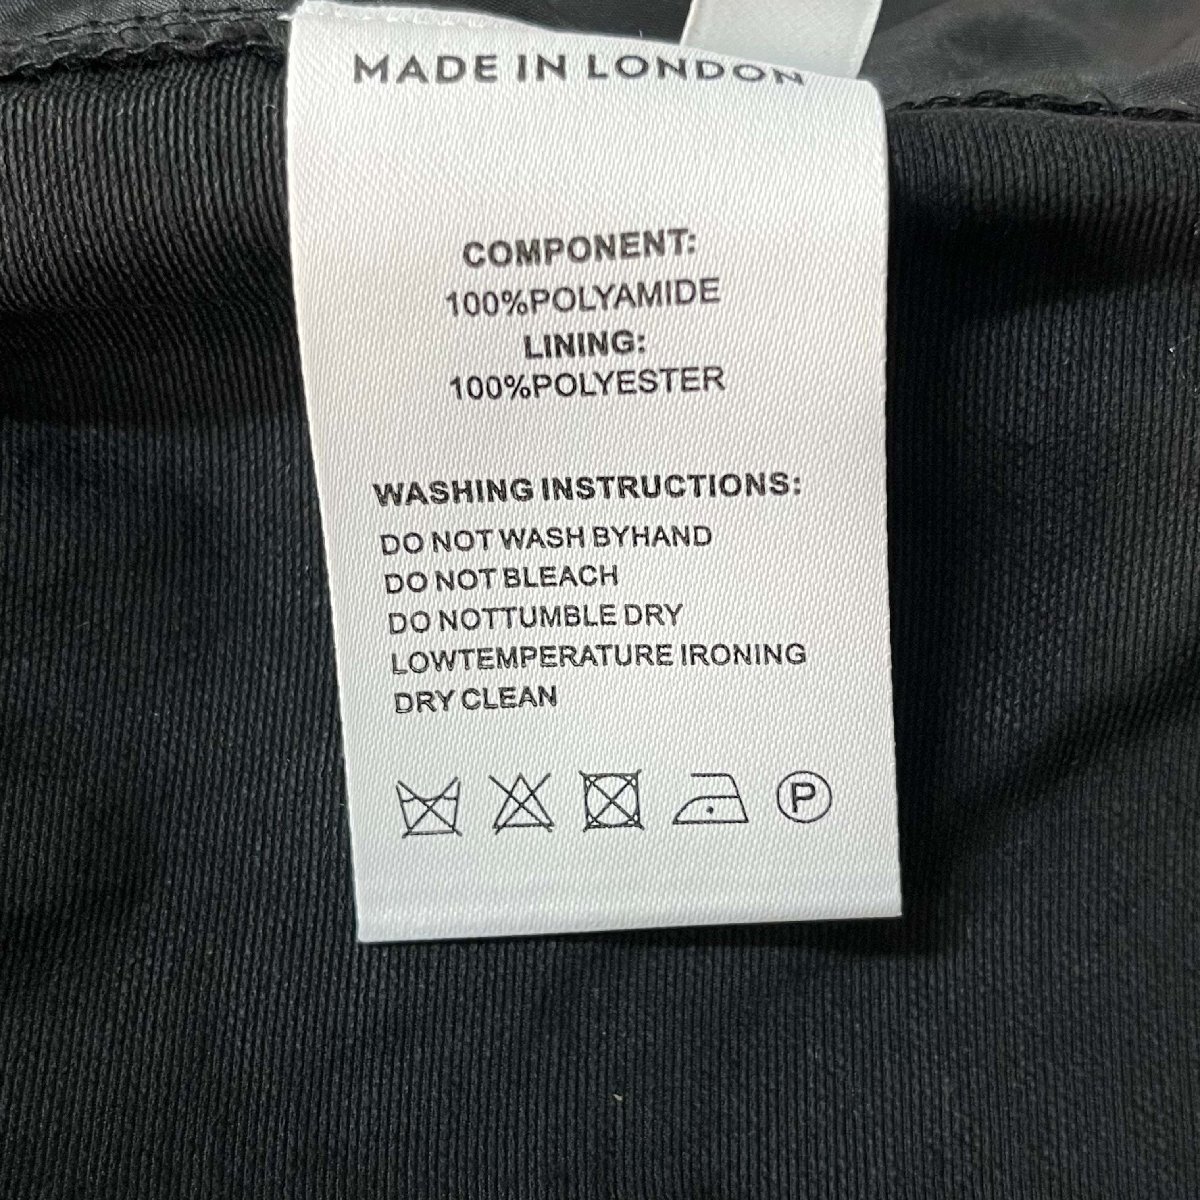 MADE IN LONDON
COMPONENT:
100%POLYAMIDE
LINING:
100%POLYESTER
WASHING INSTRUCTIONS:
DO NOT WASH BYHAND
DO NOT BLEACH
DO NOTTUMBLE DRY
LOWTEMPERATURE IRONING
DRY CLEAN
P